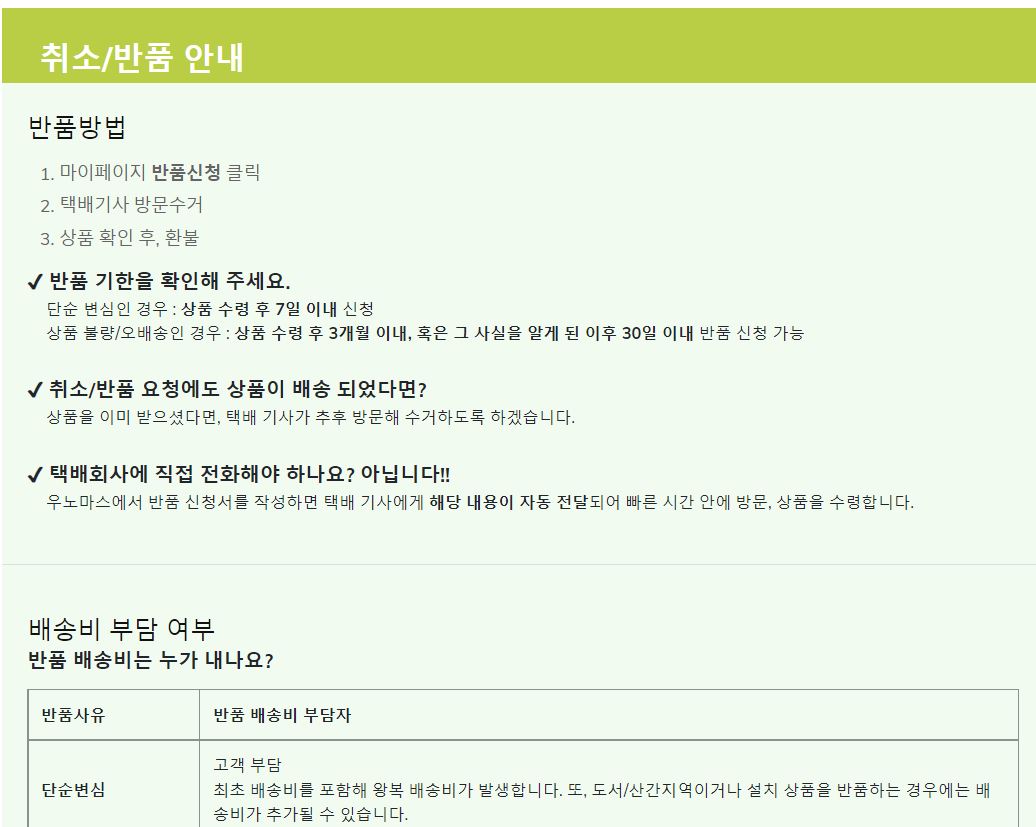 취소/반품 안내
반품방법
1. 마이페이지 반품신청 클릭
2. 택배기사 방문수거
3. 상품 확인 후, 환불
✔ 반품 기한을 확인해 주세요.
단순 변심인 경우 : 상품 수령 후 7일 이내 신청
상품 불량/오배송인 경우 : 상품 수령 후 3개월 이내, 혹은 그 사실을 알게 된 이후 30일 이내 반품 신청 가능
✔ 취소/반품 요청에도 상품이 배송 되었다면?
상품을 이미 받으셨다면, 택배 기사가 추후 방문해 수거하도록 하겠습니다.
✔ 택배회사에 직접 전화해야 하나요? 아닙니다!!
우노마스에서 반품 신청서를 작성하면 택배 기사에게 해당 내용이 자동 전달되어 빠른 시간 안에 방문, 상품을 수령합니다.
배송비 부담 여부
반품 배송비는 누가 내나요?
반품사유 반품 배송비 부담자
단순변심
고객 부담
최초 배송비를 포함해 왕복 배송비가 발생합니다. 또, 도서/산간지역이거나 설치 상품을 반품하는 경우에는 배
송비가 추가될 수 있습니다.